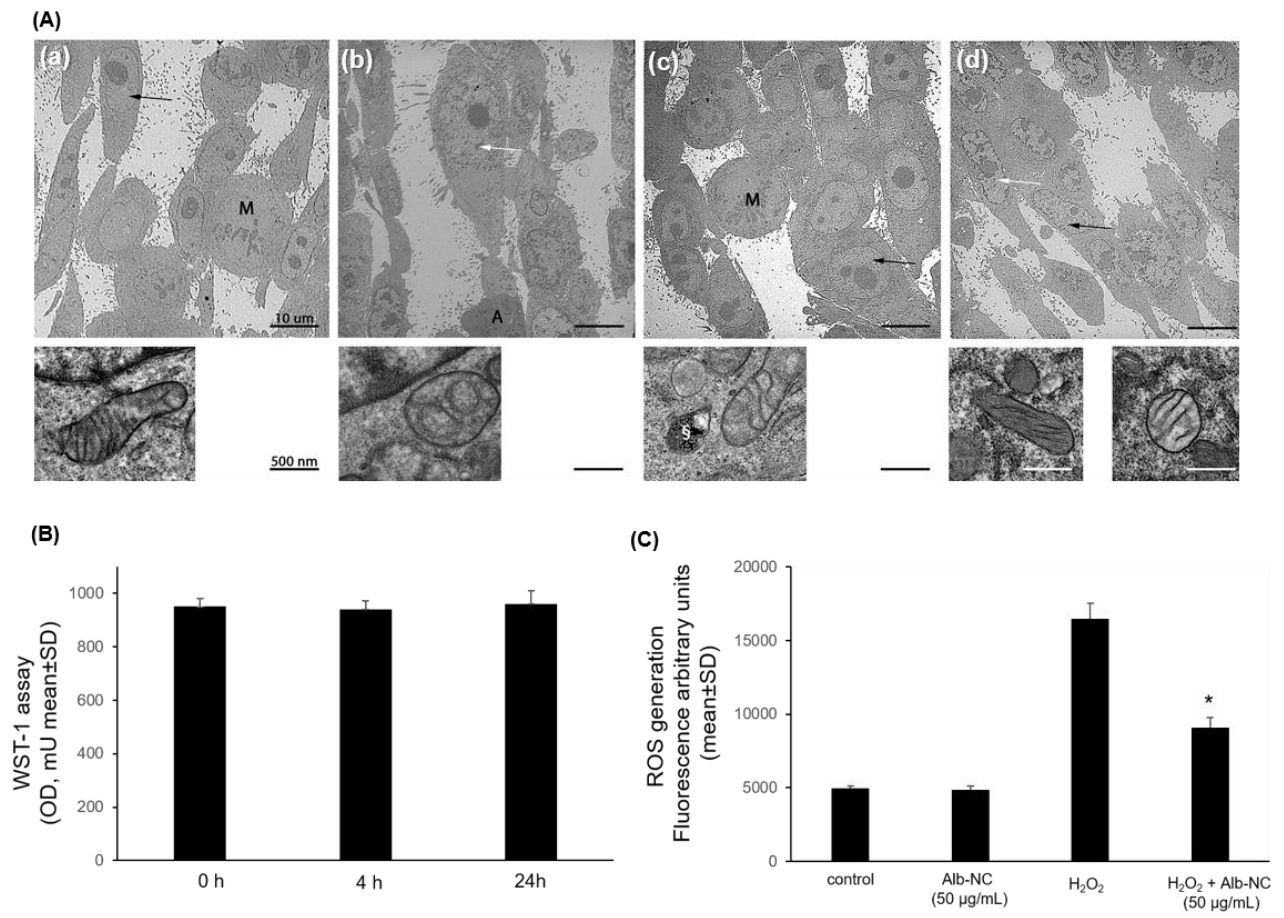 (A)
(a)
(b)
(c)
(d)
M
10 um
A
M
500 nm
§
(B)
WST-1 assay
(OD, mU mean±SD)
1000
800
600
400
200
0
0 h
4 h
24h
(C)
ROS generation
Fluorescence arbitrary units
(mean±SD)
20000
15000
10000
5000
0
*
control
Alb-NC
(50 µg/mL)
H₂O₂
H₂O₂ + Alb-NC
(50 µg/mL)